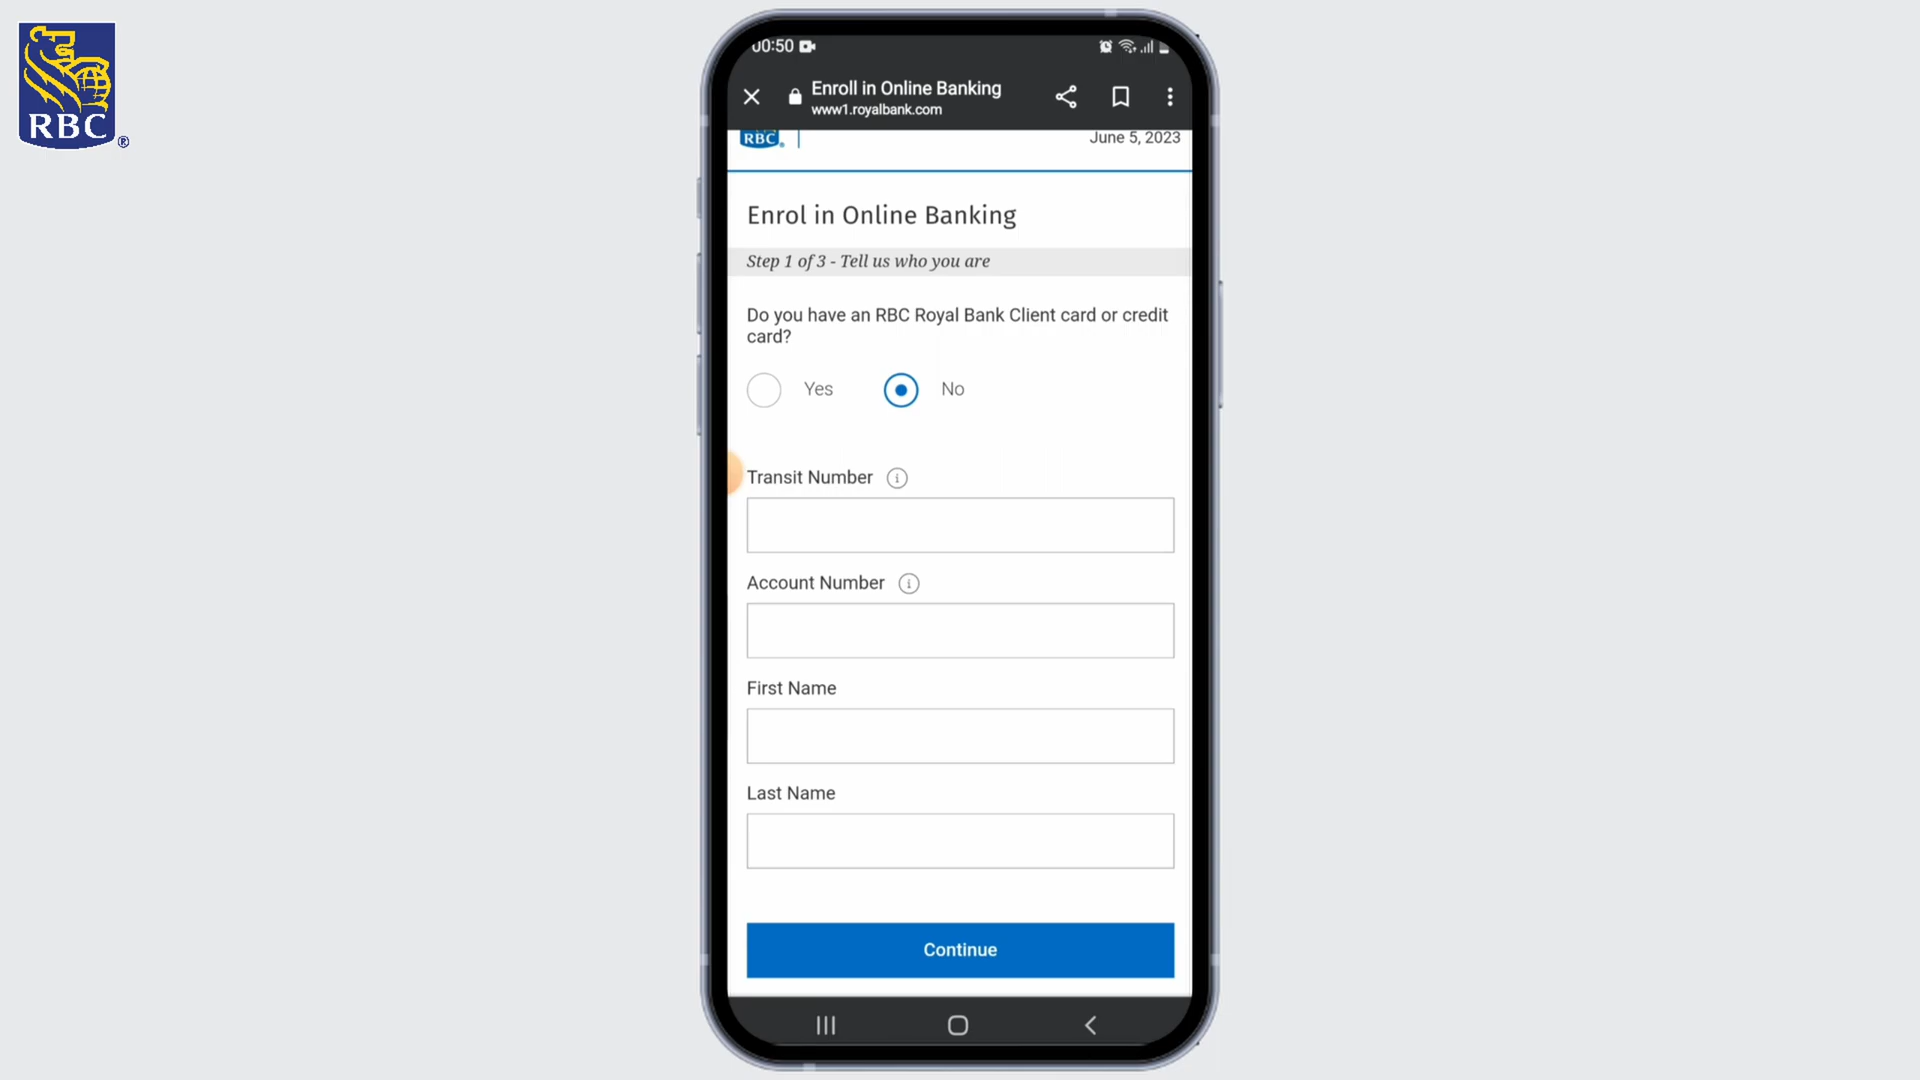 RBC
®
00:50
Enroll in Online Banking
www1.royalbank.com
RBC
June 5, 2023
Enrol in Online Banking
Step 1 of 3 - Tell us who you are
Do you have an RBC Royal Bank Client card or credit
card?
Yes
No
Transit Number
Account Number
First Name
Last Name
Continue